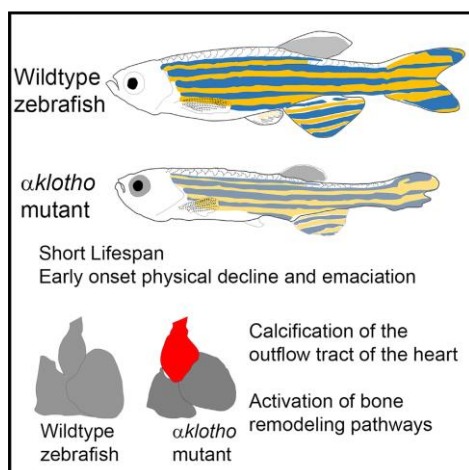 Wildtype
zebrafish
αklotho
mutant
Short Lifespan
Early onset physical decline and emaciation
Calcification of the
outflow tract of the heart
Activation of bone
remodeling pathways
Wildtype
zebrafish
αklotho
mutant